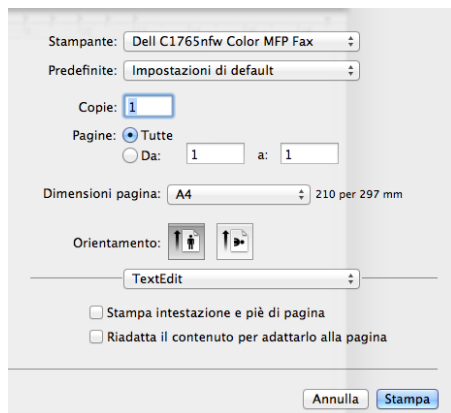 Stampante: Dell C1765nfw Color MFP Fax
Predefinite: Impostazioni di default
Copie: 1
Pagine: Tutte
Da: 1 a: 1
Dimensioni pagina: A4 210 per 297 mm
Orientamento:
TextEdit
Stampa intestazione e piè di pagina
Riadatta il contenuto per adattarlo alla pagina
Annulla Stampa